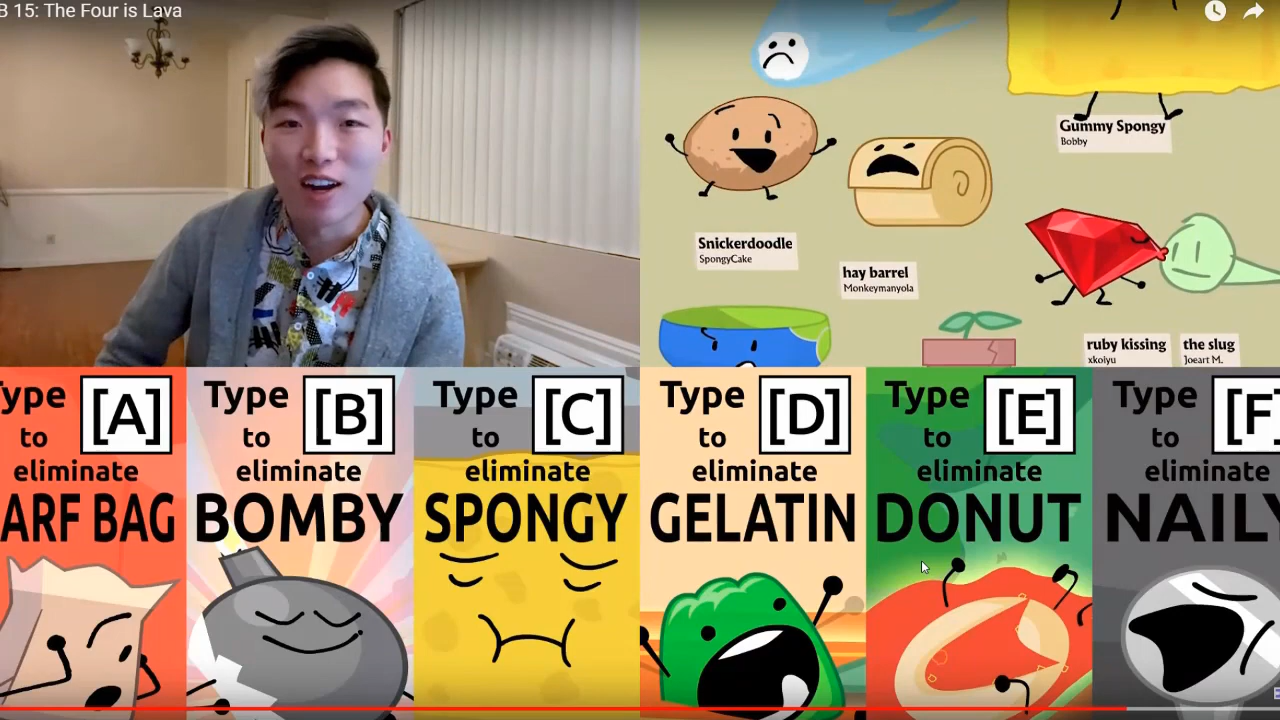 B 15: The Four is Lava
Gummy Spongy
Bobby
Snickerdoodle
SpongyCake
hay barrel
Monkeymanyola
ruby kissing
xkolyu
the slug
Joeart M.
Type [A]
to
eliminate
ARF BAG
Type [B]
to
eliminate
BOMBY
Type [C]
to
eliminate
SPONGY
Type [D]
to
eliminate
GELATIN
Type [E]
to
eliminate
DONUT
Type [F]
to
eliminate
NAILY